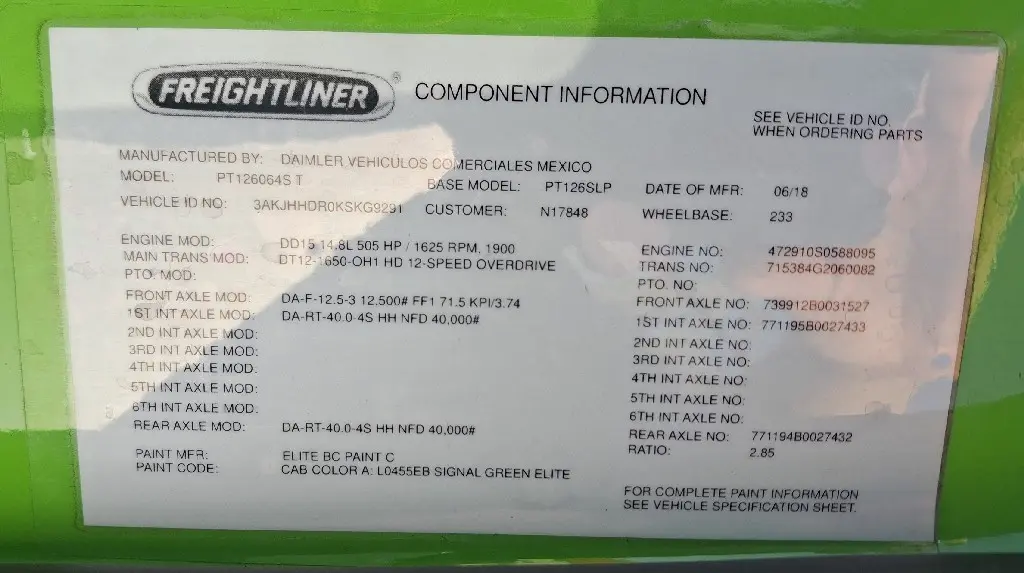 FREIGHTLINER® COMPONENT INFORMATION
SEE VEHICLE ID NO.
WHEN ORDERING PARTS
MANUFACTURED BY: DAIMLER VEHICULOS COMERCIALES MEXICO
MODEL: PT126064S T BASE MODEL: PT126SLP DATE OF MFR: 06/18
VEHICLE ID NO: 3AKJHHDR0KSKG9291 CUSTOMER: N17848 WHEELBASE: 233
ENGINE MOD: DD15 14.8L 505 HP / 1625 RPM, 1900 ENGINE NO: 472910S0588095
MAIN TRANS MOD: DT12-1650-OH1 HD 12-SPEED OVERDRIVE TRANS NO: 715384G2060082
PTO. MOD: PTO. NO:
FRONT AXLE MOD: DA-F-12.5-3 12,500# FF1 71.5 KPI/3.74 FRONT AXLE NO: 739912B0031527
1ST INT AXLE MOD: DA-RT-40.0-4S HH NFD 40,000# 1ST INT AXLE NO: 771195B0027433
2ND INT AXLE MOD: 2ND INT AXLE NO:
3RD INT AXLE MOD: 3RD INT AXLE NO:
4TH INT AXLE MOD: 4TH INT AXLE NO:
5TH INT AXLE MOD: 5TH INT AXLE NO:
6TH INT AXLE MOD: 6TH INT AXLE NO:
REAR AXLE MOD: DA-RT-40.0-4S HH NFD 40,000# REAR AXLE NO: 771194B0027432
RATIO: 2.85
PAINT MFR: ELITE BC PAINT C
PAINT CODE: CAB COLOR A: L0455EB SIGNAL GREEN ELITE
FOR COMPLETE PAINT INFORMATION
SEE VEHICLE SPECIFICATION SHEET.